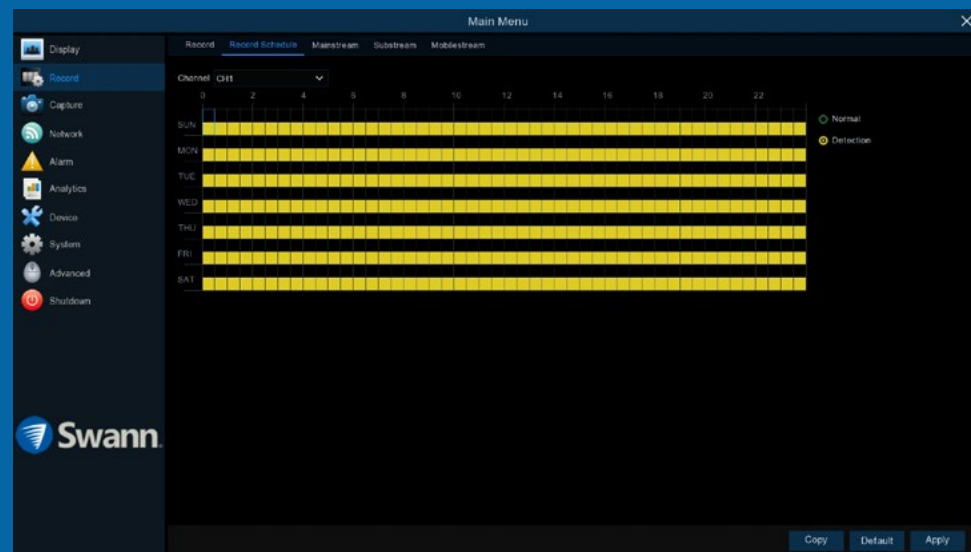 Main Menu
Display
Record
Capture
Network
Alarm
Analytics
Device
System
Advanced
Shutdown
Swann
Record Record Schedule Mainstream Substream Mobilestream
Channel CH1
0 2 4 6 8 10 12 14 16 18 20 22
SUN
MON
TUE
WED
THU
FRI
SAT
Normal
Detection
Copy Default Apply